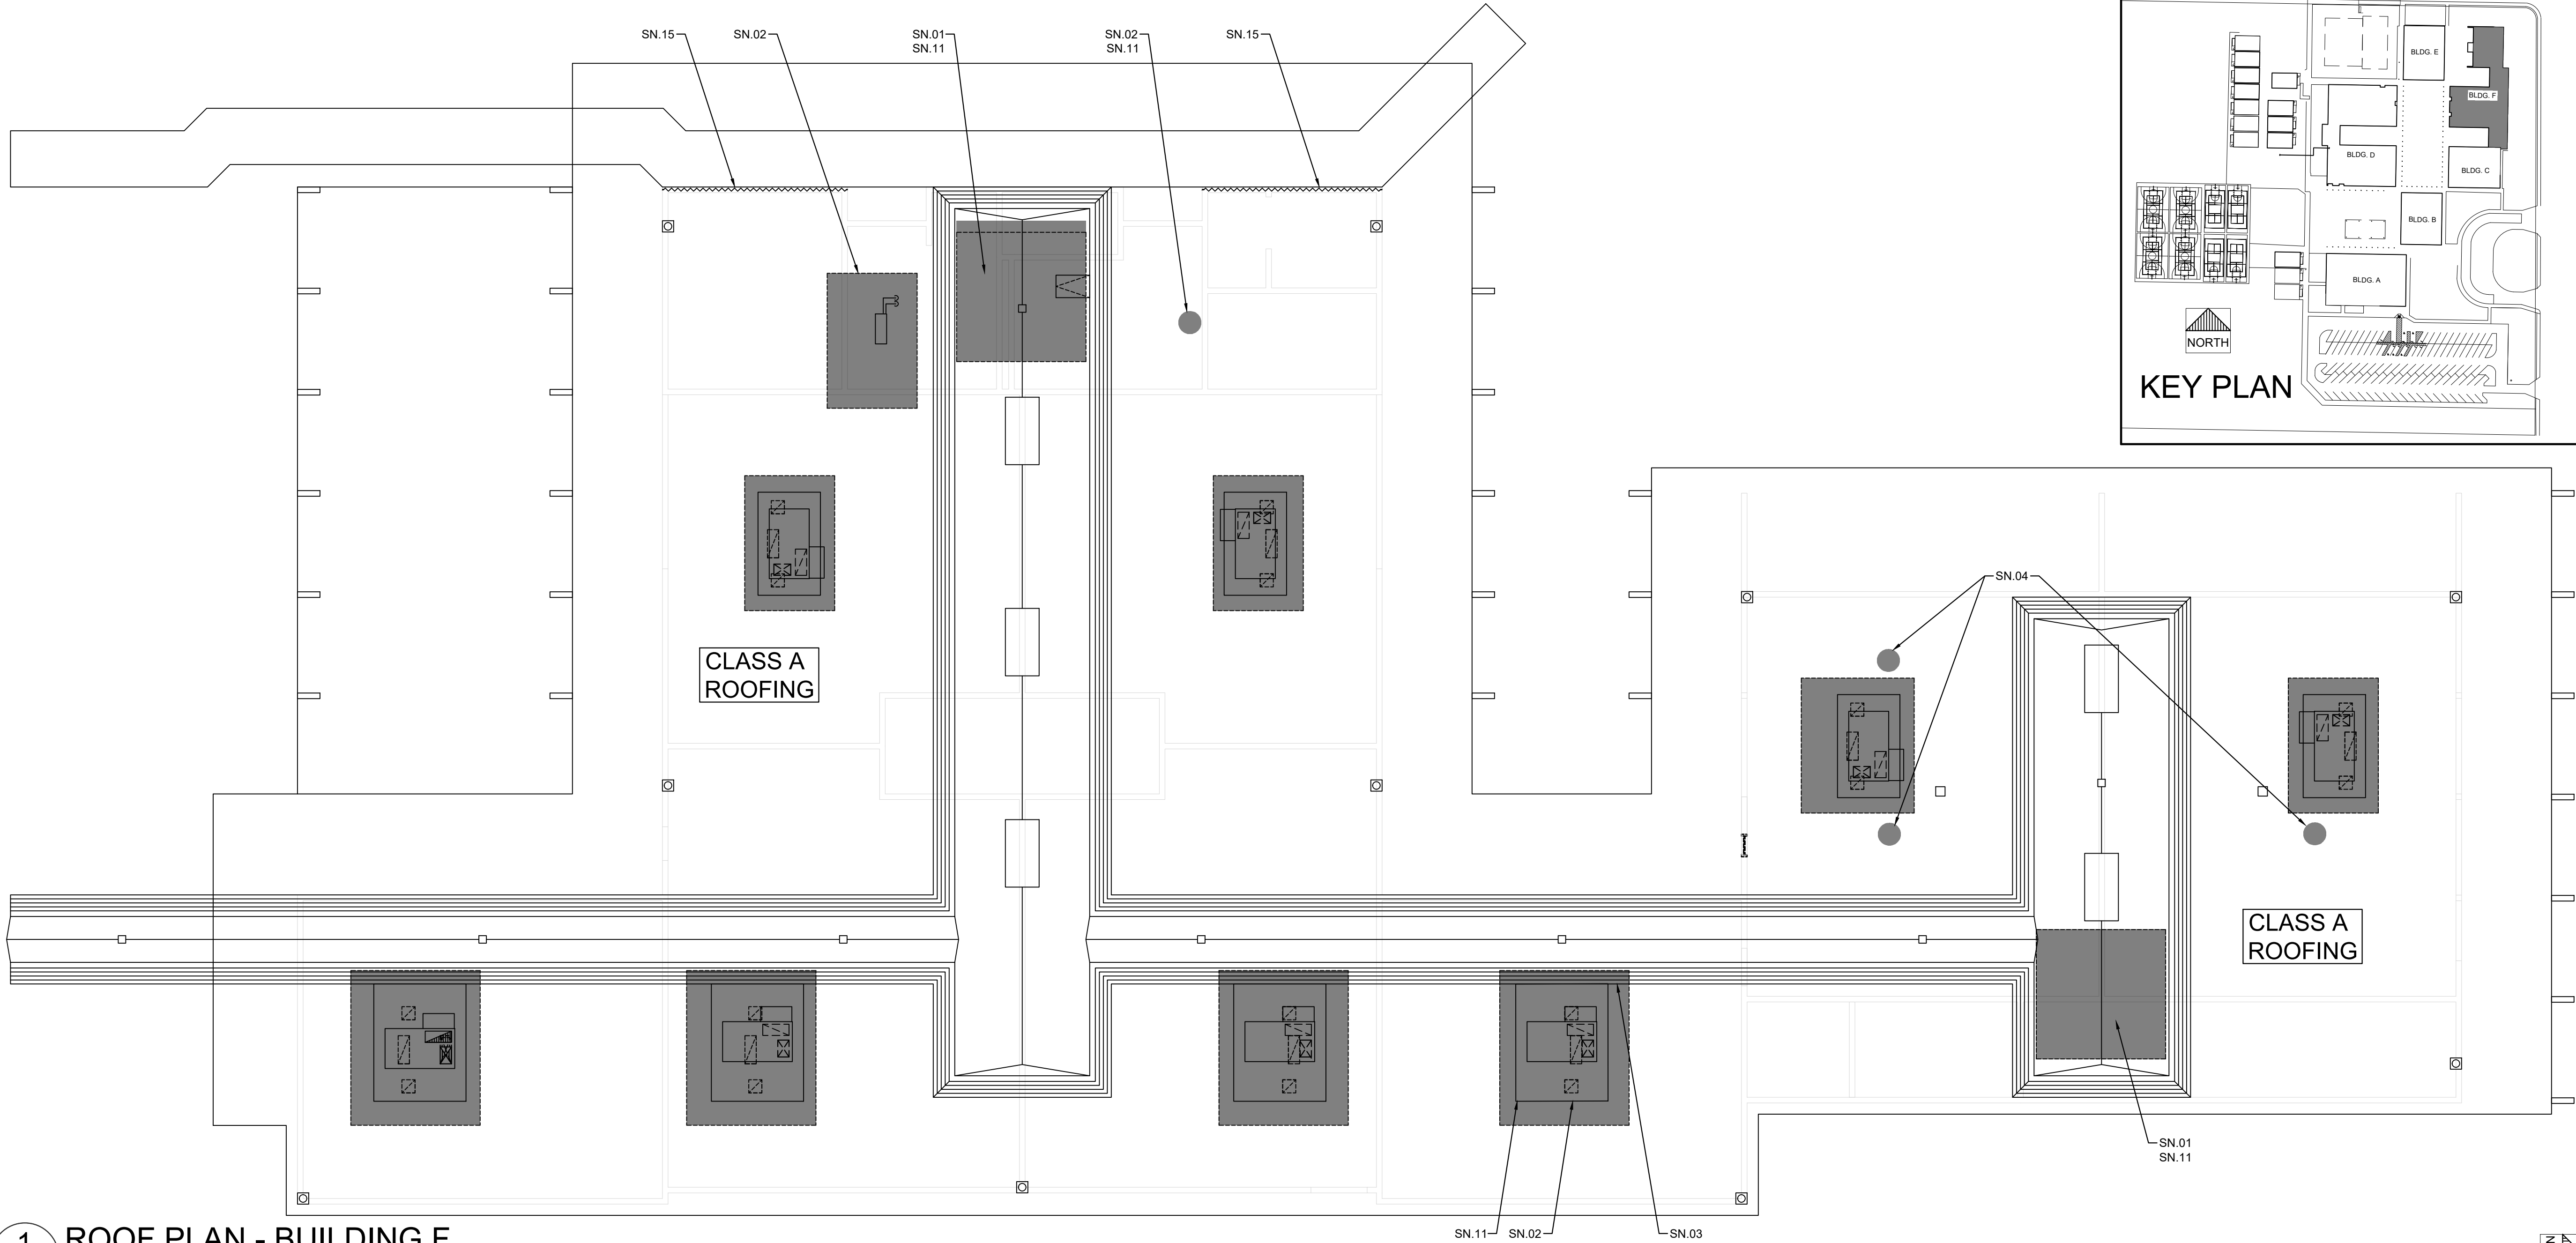 SN.15
SN.02
SN.01
SN.11
SN.02
SN.11
SN.15
BLDG. E
BLDG. F
BLDG. D
BLDG. C
BLDG. B
BLDG. A
NORTH
KEY PLAN
SN.04
CLASS A
ROOFING
CLASS A
ROOFING
SN.01
SN.11
SN.11
SN.02
SN.03
1
ROOF PLAN - BUILDING F